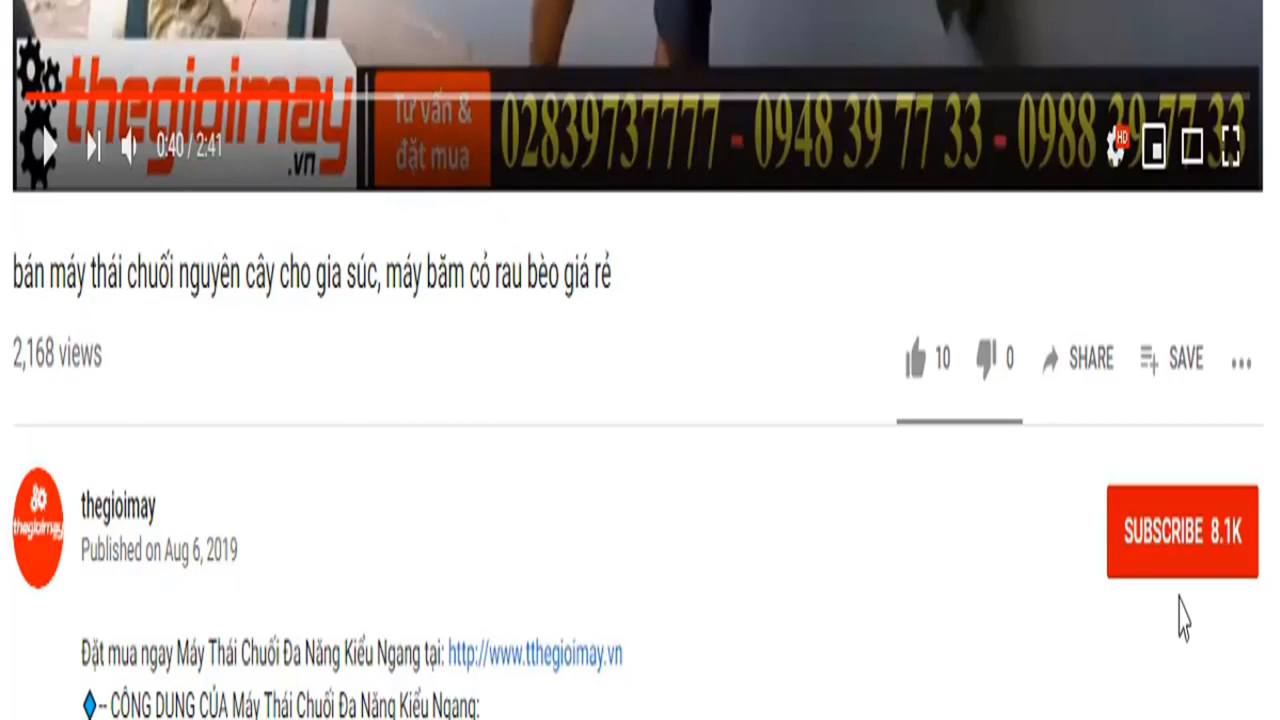 thegioimay
.vn
Tư vấn &
đặt mua
02839737777 - 0948 39 77 33 - 0988 39 77 33
0:40 / 2:41
HD
bán máy thái chuối nguyên cây cho gia súc, máy băm cỏ rau bèo giá rẻ
2,168 views
10 0 SHARE SAVE
thegioimay
thegioimay
Published on Aug 6, 2019
SUBSCRIBE 8.1K
Đặt mua ngay Máy Thái Chuối Đa Năng Kiểu Ngang tại: http://www.tthegioimay.vn
-- CÔNG DỤNG CỦA Máy Thái Chuối Đa Năng Kiểu Ngang: